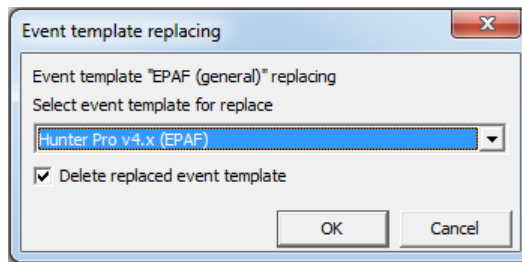 Event template replacing
Event template "EPAF (general)" replacing
Select event template for replace
Hunter Pro v4.x (EPAF)
Delete replaced event template
OK Cancel